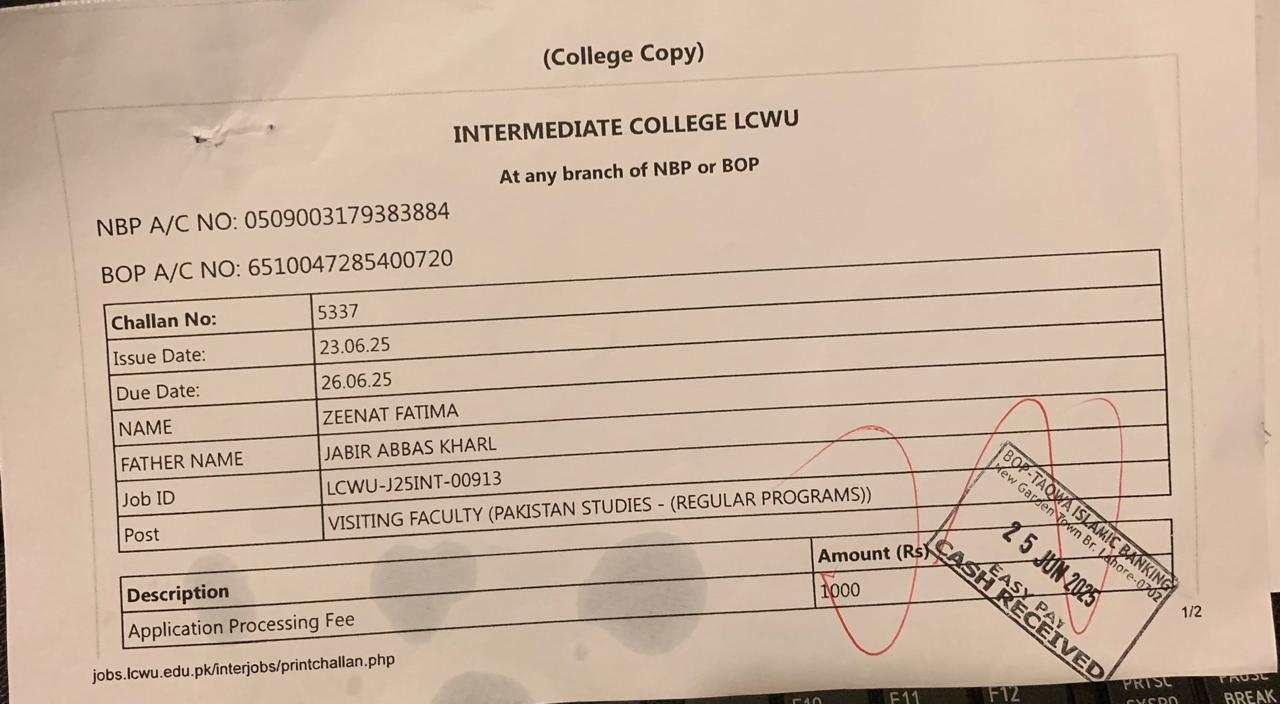 (College Copy)
INTERMEDIATE COLLEGE LCWU
At any branch of NBP or BOP
NBP A/C NO: 0509003179383884
BOP A/C NO: 6510047285400720
Challan No: 5337
Issue Date: 23.06.25
Due Date: 26.06.25
NAME ZEENAT FATIMA
FATHER NAME JABIR ABBAS KHARL
Job ID LCWU-J25INT-00913
Post VISITING FACULTY (PAKISTAN STUDIES - (REGULAR PROGRAMS))
Description Amount (Rs)
Application Processing Fee 1000
BOP-TAQWA ISLAMIC BANKING
New Garden Town Br. Lahore-0702
25 JUN 2025
EASY PAY
CASH RECEIVED
1/2
jobs.lcwu.edu.pk/interjobs/printchallan.php
F10 F11 F12 PRTSC SYSRQ PAUSE BREAK